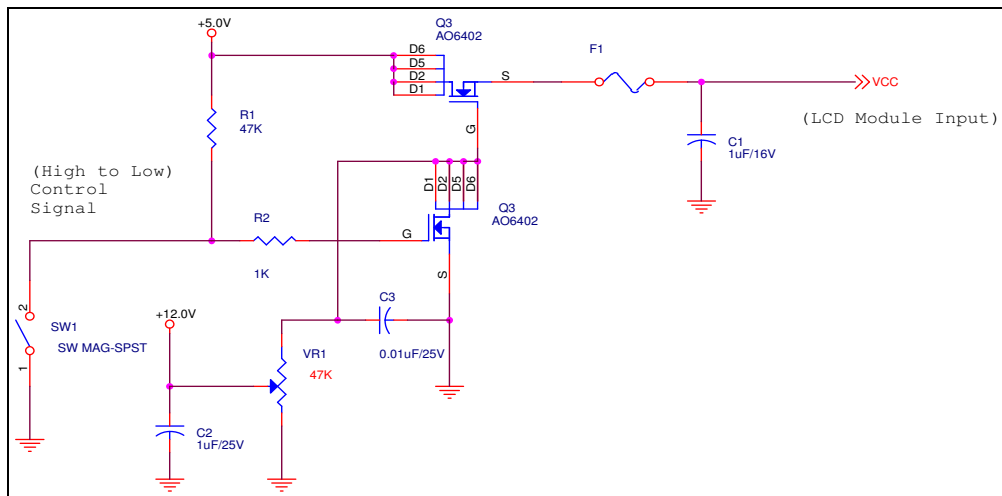 +5.0V
Q3
AO6402
D6
D5
D2
D1
S
G
F1
VCC
(LCD Module Input)
C1
1uF/16V
R1
47K
(High to Low)
Control
Signal
D1
D2
D5
D6
Q3
AO6402
R2
1K
G
S
2
SW1
SW MAG-SPST
1
+12.0V
C3
0.01uF/25V
VR1
47K
C2
1uF/25V